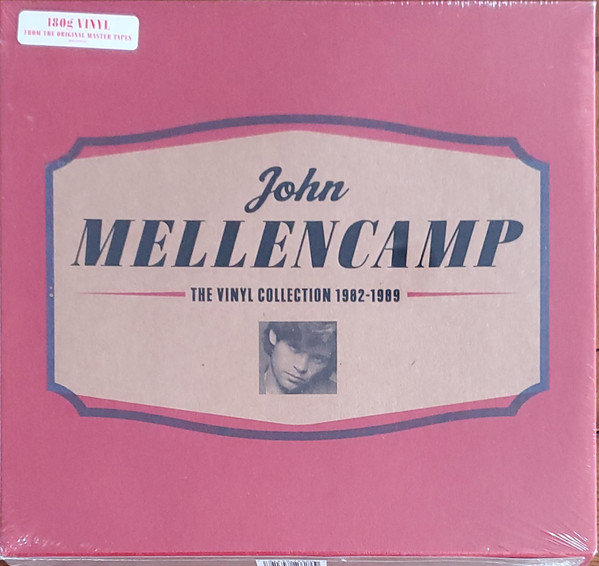 180g VINYL
FROM THE ORIGINAL MASTER TAPES
John
MELLENCAMP
THE VINYL COLLECTION 1982-1989